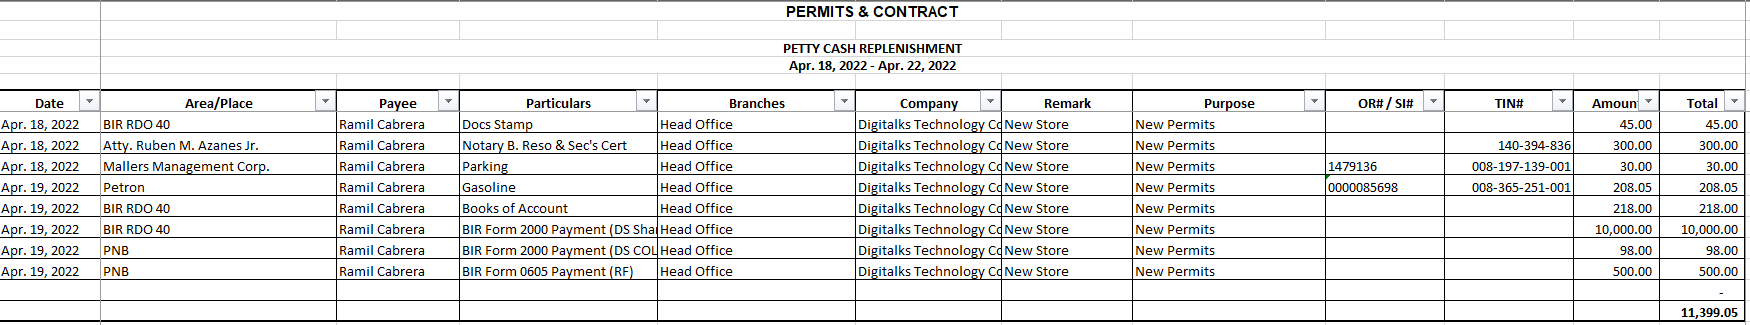 PERMITS & CONTRACT
PETTY CASH REPLENISHMENT
Apr. 18, 2022 - Apr. 22, 2022
Date Area/Place Payee Particulars Branches Company Remark Purpose OR# / SI# TIN# Amoun Total
Apr. 18, 2022 BIR RDO 40 Ramil Cabrera Docs Stamp Head Office Digitalks Technology Co New Store New Permits 45.00 45.00
Apr. 18, 2022 Atty. Ruben M. Azanes Jr. Ramil Cabrera Notary B. Reso & Sec's Cert Head Office Digitalks Technology Co New Store New Permits 140-394-836 300.00 300.00
Apr. 18, 2022 Mallers Management Corp. Ramil Cabrera Parking Head Office Digitalks Technology Co New Store New Permits 1479136 008-197-139-001 30.00 30.00
Apr. 19, 2022 Petron Ramil Cabrera Gasoline Head Office Digitalks Technology Co New Store New Permits 0000085698 008-365-251-001 208.05 208.05
Apr. 19, 2022 BIR RDO 40 Ramil Cabrera Books of Account Head Office Digitalks Technology Co New Store New Permits 218.00 218.00
Apr. 19, 2022 BIR RDO 40 Ramil Cabrera BIR Form 2000 Payment (DS Shar Head Office Digitalks Technology Co New Store New Permits 10,000.00 10,000.00
Apr. 19, 2022 PNB Ramil Cabrera BIR Form 2000 Payment (DS COL Head Office Digitalks Technology Co New Store New Permits 98.00 98.00
Apr. 19, 2022 PNB Ramil Cabrera BIR Form 0605 Payment (RF) Head Office Digitalks Technology Co New Store New Permits 500.00 500.00
-
11,399.05